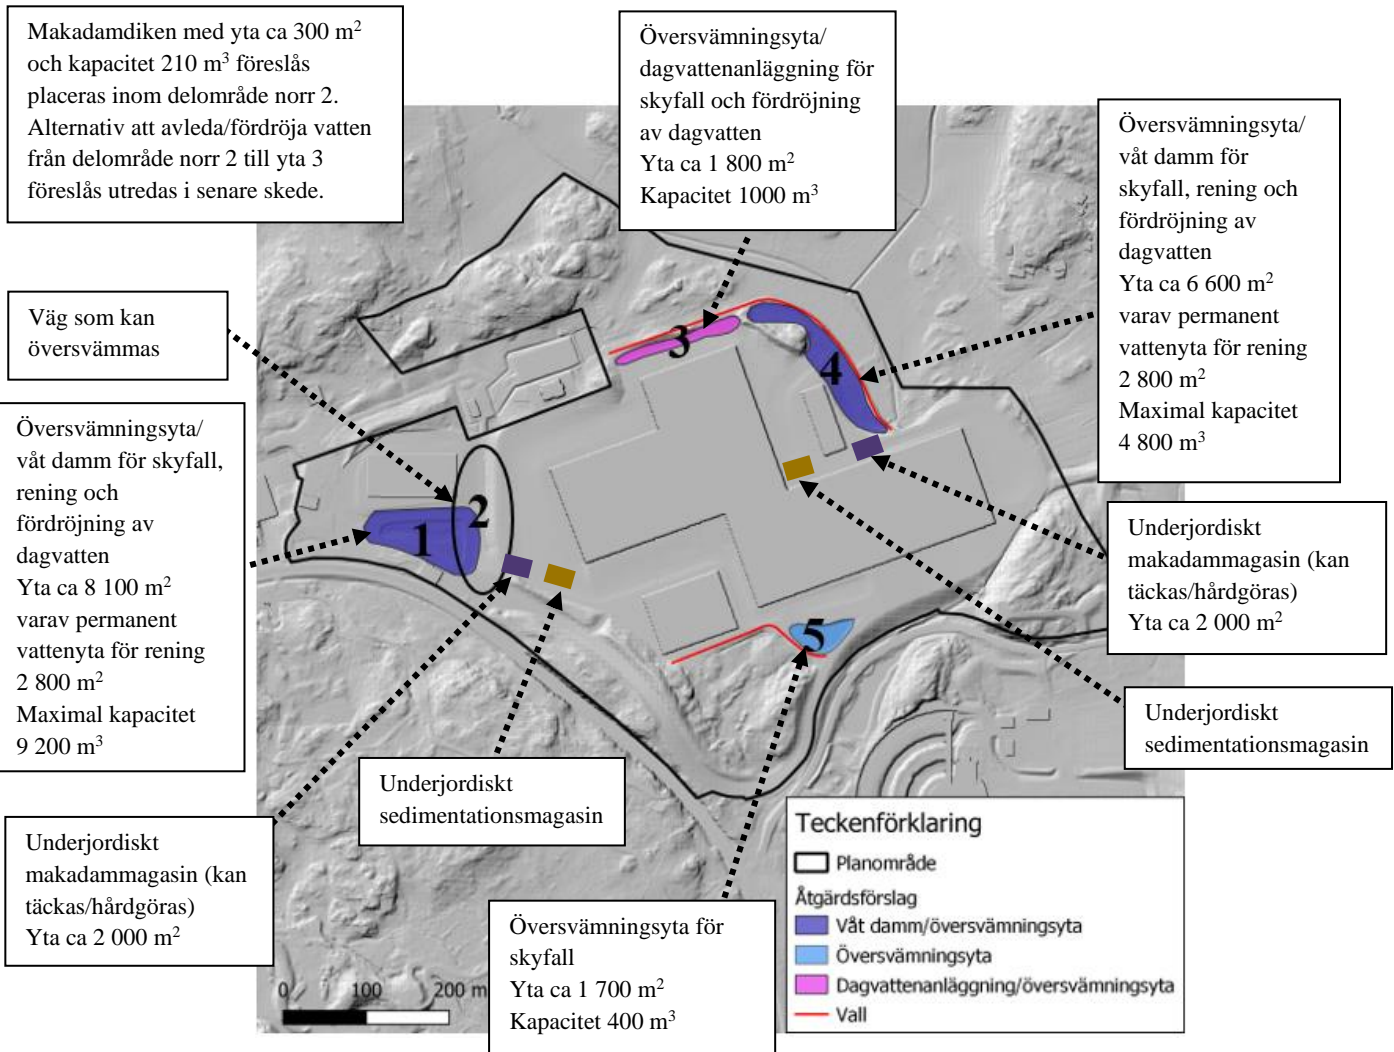 Makadamdiken med yta ca 300 m²
och kapacitet 210 m³ föreslås
placeras inom delområde norr 2.
Alternativ att avleda/fördröja vatten
från delområde norr 2 till yta 3
föreslås utredas i senare skede.
Översvämningsyta/
dagvattenanläggning för
skyfall och fördröjning
av dagvatten
Yta ca 1 800 m²
Kapacitet 1000 m³
Översvämningsyta/
våt damm för
skyfall, rening och
fördröjning av
dagvatten
Yta ca 6 600 m²
varav permanent
vattenyta för rening
2 800 m²
Maximal kapacitet
4 800 m³
Väg som kan
översvämmas
Översvämningsyta/
våt damm för skyfall,
rening och
fördröjning av
dagvatten
Yta ca 8 100 m²
varav permanent
vattenyta för rening
2 800 m²
Maximal kapacitet
9 200 m³
3
4
2
1
5
Underjordiskt
makadammagasin (kan
täckas/hårdgöras)
Yta ca 2 000 m²
Underjordiskt
sedimentationsmagasin
Underjordiskt
sedimentationsmagasin
Underjordiskt
makadammagasin (kan
täckas/hårdgöras)
Yta ca 2 000 m²
Översvämningsyta för
skyfall
Yta ca 1 700 m²
Kapacitet 400 m³
0 100 200 m
Teckenförklaring
Planområde
Åtgärdsförslag
Våt damm/översvämningsyta
Översvämningsyta
Dagvattenanläggning/översvämningsyta
Vall